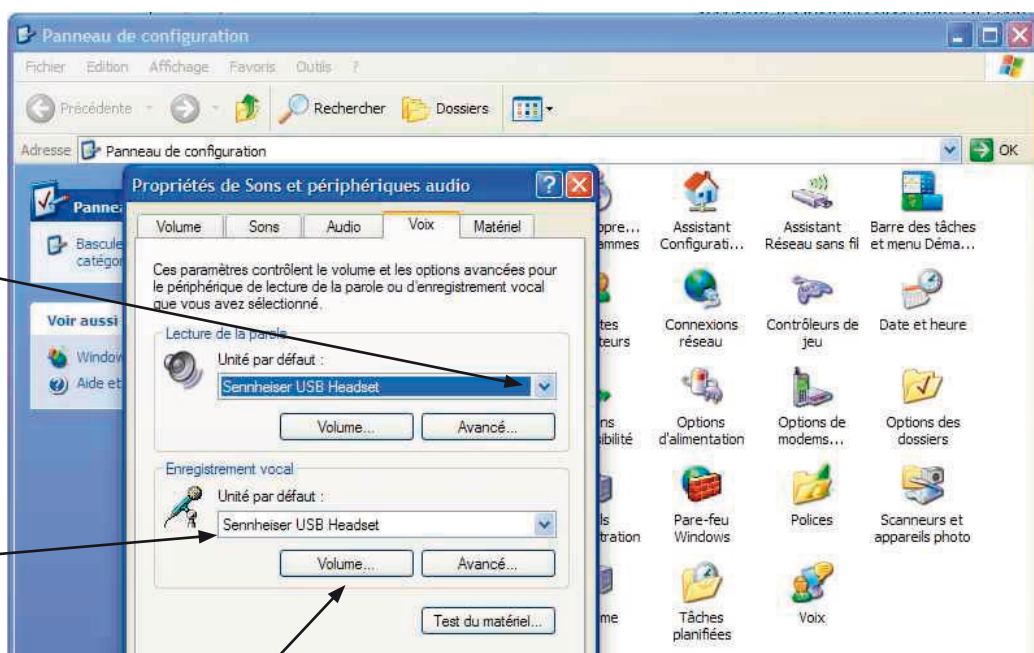 Panneau de configuration
Fichier Edition Affichage Favoris Outils ?
Précédente Rechercher Dossiers
Adresse Panneau de configuration OK
Propriétés de Sons et périphériques audio
Volume Sons Audio Voix Matériel
Ces paramètres contrôlent le volume et les options avancées pour
le périphérique de lecture de la parole ou d'enregistrement vocal
que vous avez sélectionné.
Lecture de la parole
Unité par défaut :
Sennheiser USB Headset
Volume... Avancé...
Enregistrement vocal
Unité par défaut :
Sennheiser USB Headset
Volume... Avancé...
Test du matériel...
Voir aussi
Aide et
Assistant
Configurati...
Assistant
Réseau sans fil
Barre des tâches
et menu Déma...
Connexions
réseau
Contrôleurs de
jeu
Date et heure
Options
d'alimentation
Options de
modems...
Options des
dossiers
Pare-feu
Windows
Polices
Scanneurs et
appareils photo
Tâches
planifiées
Voix